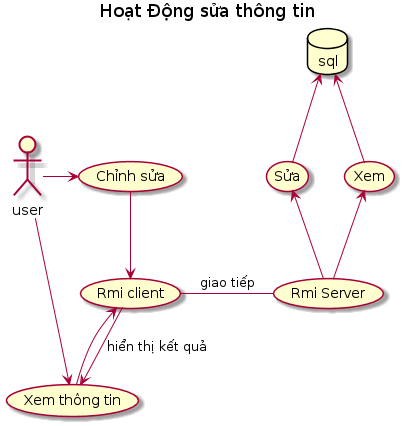 Hoạt Động sửa thông tin
sql
Sửa
Xem
user
Chỉnh sửa
giao tiếp
Rmi client
Rmi Server
hiển thị kết quả
Xem thông tin